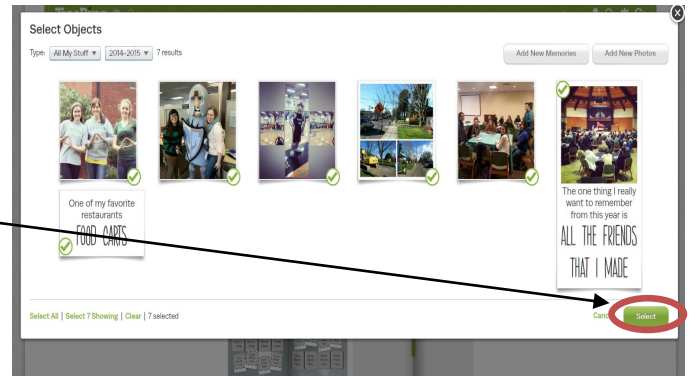 Select Objects
Type: All My Stuff ▼ 2014-2015 ▼ 7 results
Add New Memories Add New Photos
One of my favorite
restaurants
FOOD CARTS
The one thing I really
want to remember
from this year is
ALL THE FRIENDS
THAT I MADE
Select All | Select 7 Showing | Clear | 7 selected
Select